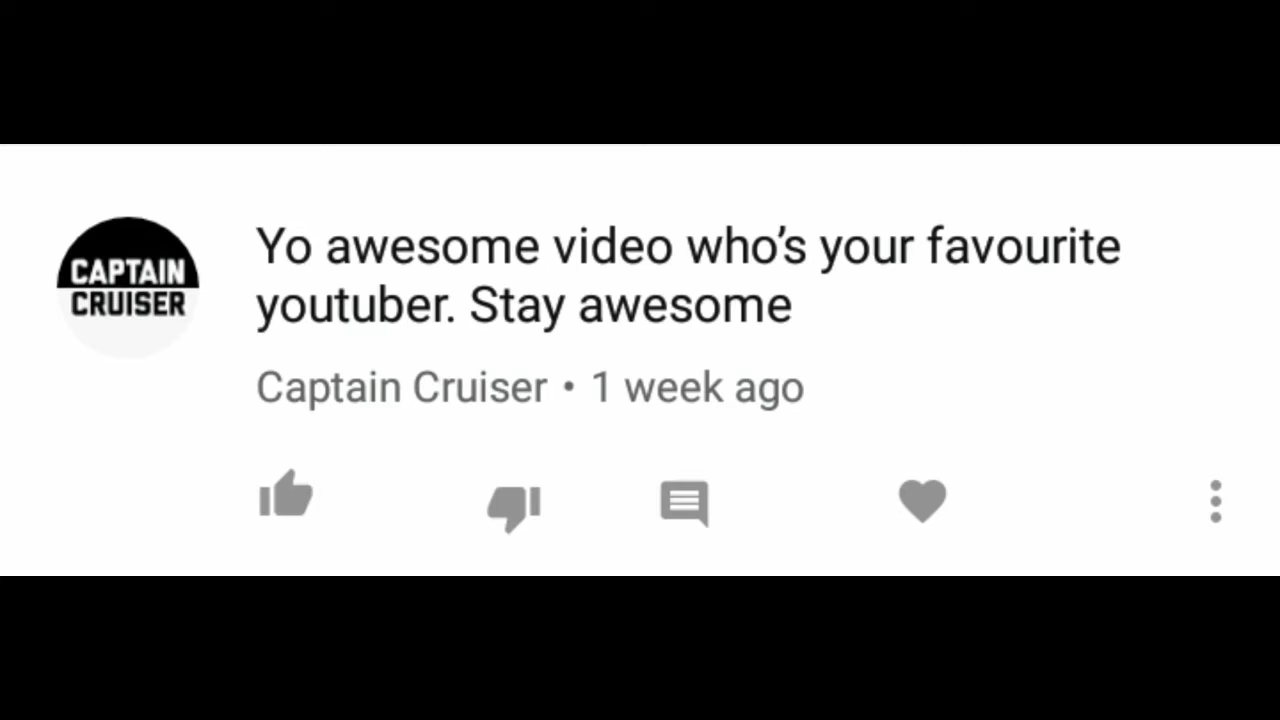 CAPTAIN
CRUISER
Yo awesome video who's your favourite
youtuber. Stay awesome
Captain Cruiser • 1 week ago